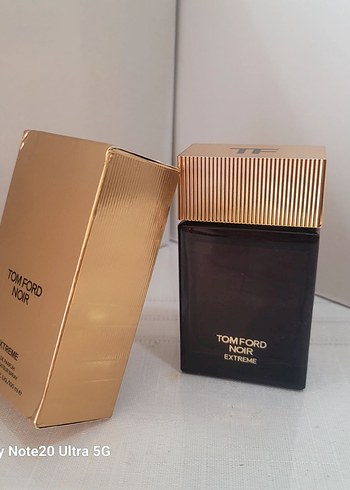 TF
TOM FORD
NOIR
EXTREME
TOM FORD
NOIR
EXTREME
y Note20 Ultra 5G